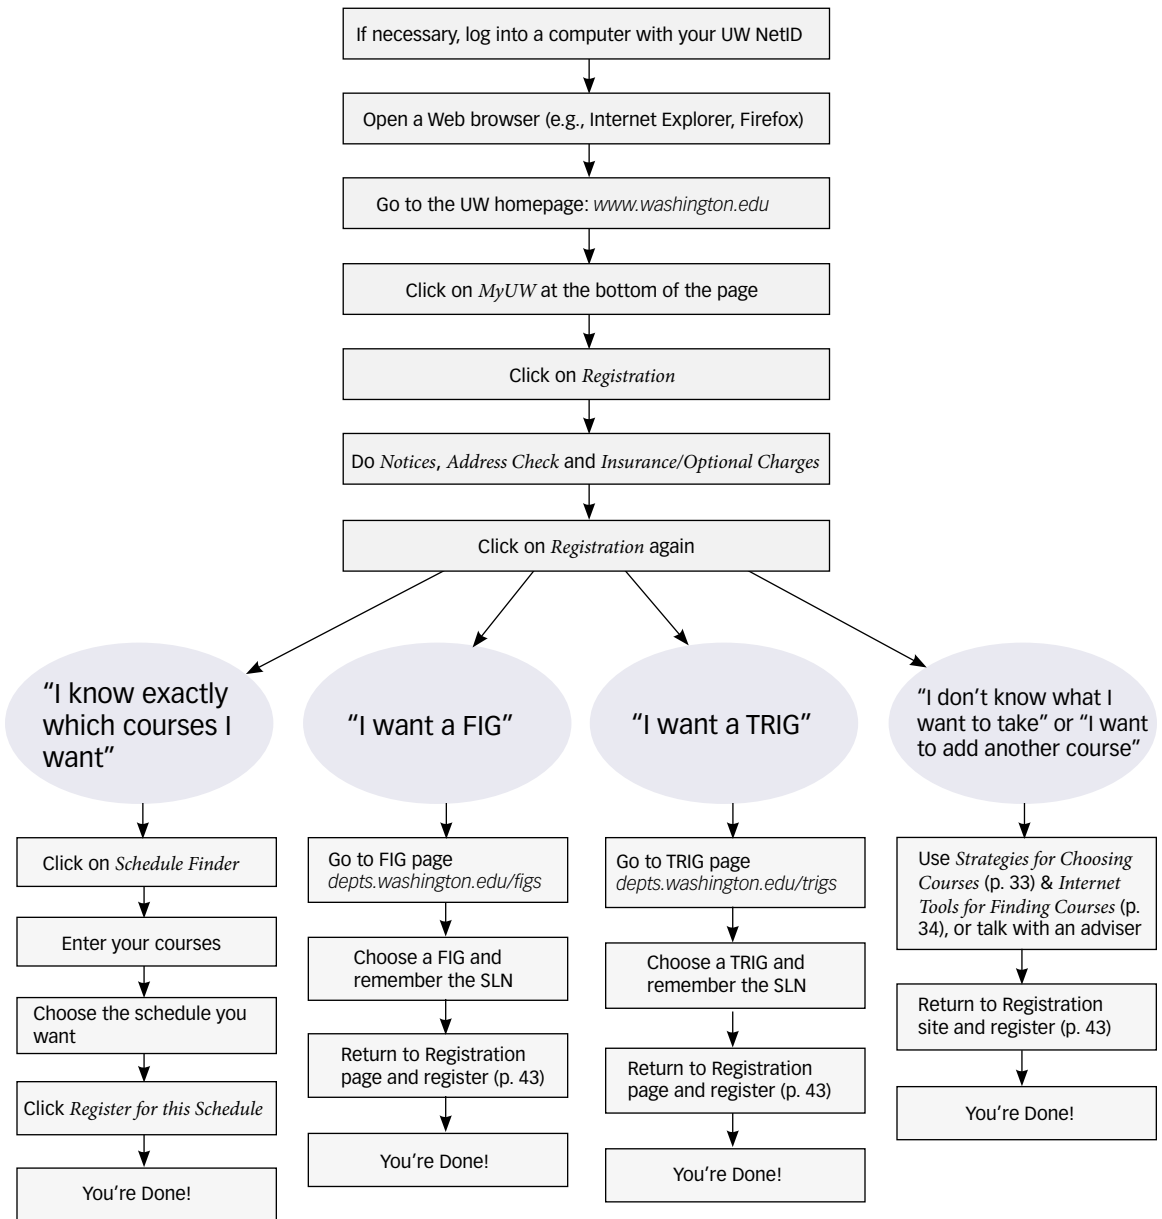 If necessary, log into a computer with your UW NetID
Open a Web browser (e.g., Internet Explorer, Firefox)
Go to the UW homepage: www.washington.edu
Click on MyUW at the bottom of the page
Click on Registration
Do Notices, Address Check and Insurance/Optional Charges
Click on Registration again
“I know exactly
which courses I
want”
Click on Schedule Finder
Enter your courses
Choose the schedule you
want
Click Register for this Schedule
You're Done!
“I want a FIG”
Go to FIG page
depts.washington.edu/figs
Choose a FIG and
remember the SLN
Return to Registration
page and register (p. 43)
You're Done!
“I want a TRIG”
Go to TRIG page
depts.washington.edu/trigs
Choose a TRIG and
remember the SLN
Return to Registration
page and register (p. 43)
You're Done!
“I don't know what I
want to take” or “I want
to add another course”
Use Strategies for Choosing
Courses (p. 33) & Internet
Tools for Finding Courses (p.
34), or talk with an adviser
Return to Registration
site and register (p. 43)
You're Done!